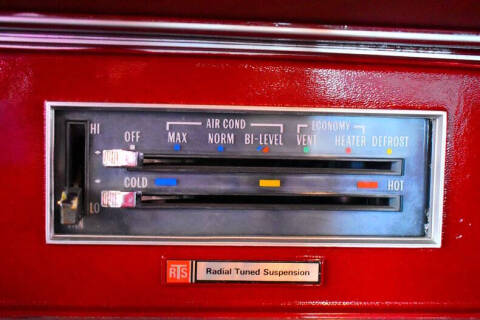 HI
AIR COND ECONOMY
OFF MAX NORM BI-LEVEL VENT HEATER DEFROST
COLD HOT
LO
RTS Radial Tuned Suspension